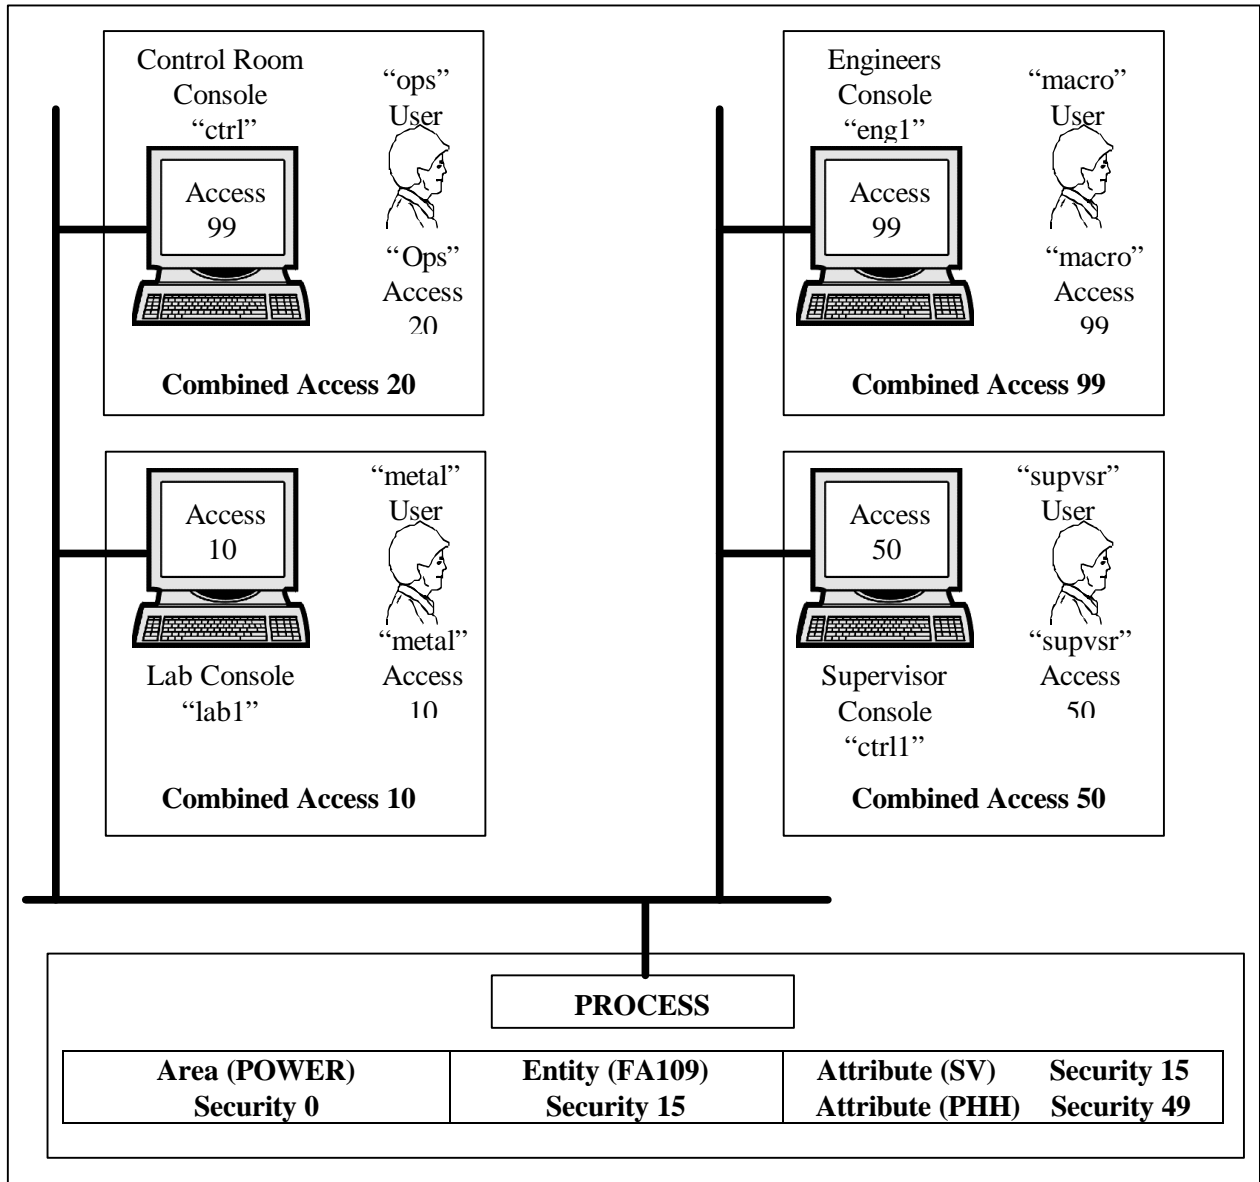 Control Room
Console
“ctrl”
“ops”
User
Access
99
“Ops”
Access
20
Combined Access 20
Engineers
Console
“eng1”
“macro”
User
Access
99
“macro”
Access
99
Combined Access 99
“metal”
User
Access
10
“metal”
Access
10
Lab Console
“lab1”
Combined Access 10
“supvsr”
User
Access
50
“supvsr”
Access
50
Supervisor
Console
“ctrl1”
Combined Access 50
PROCESS
Area (POWER)
Security 0
Entity (FA109)
Security 15
Attribute (SV) Security 15
Attribute (PHH) Security 49